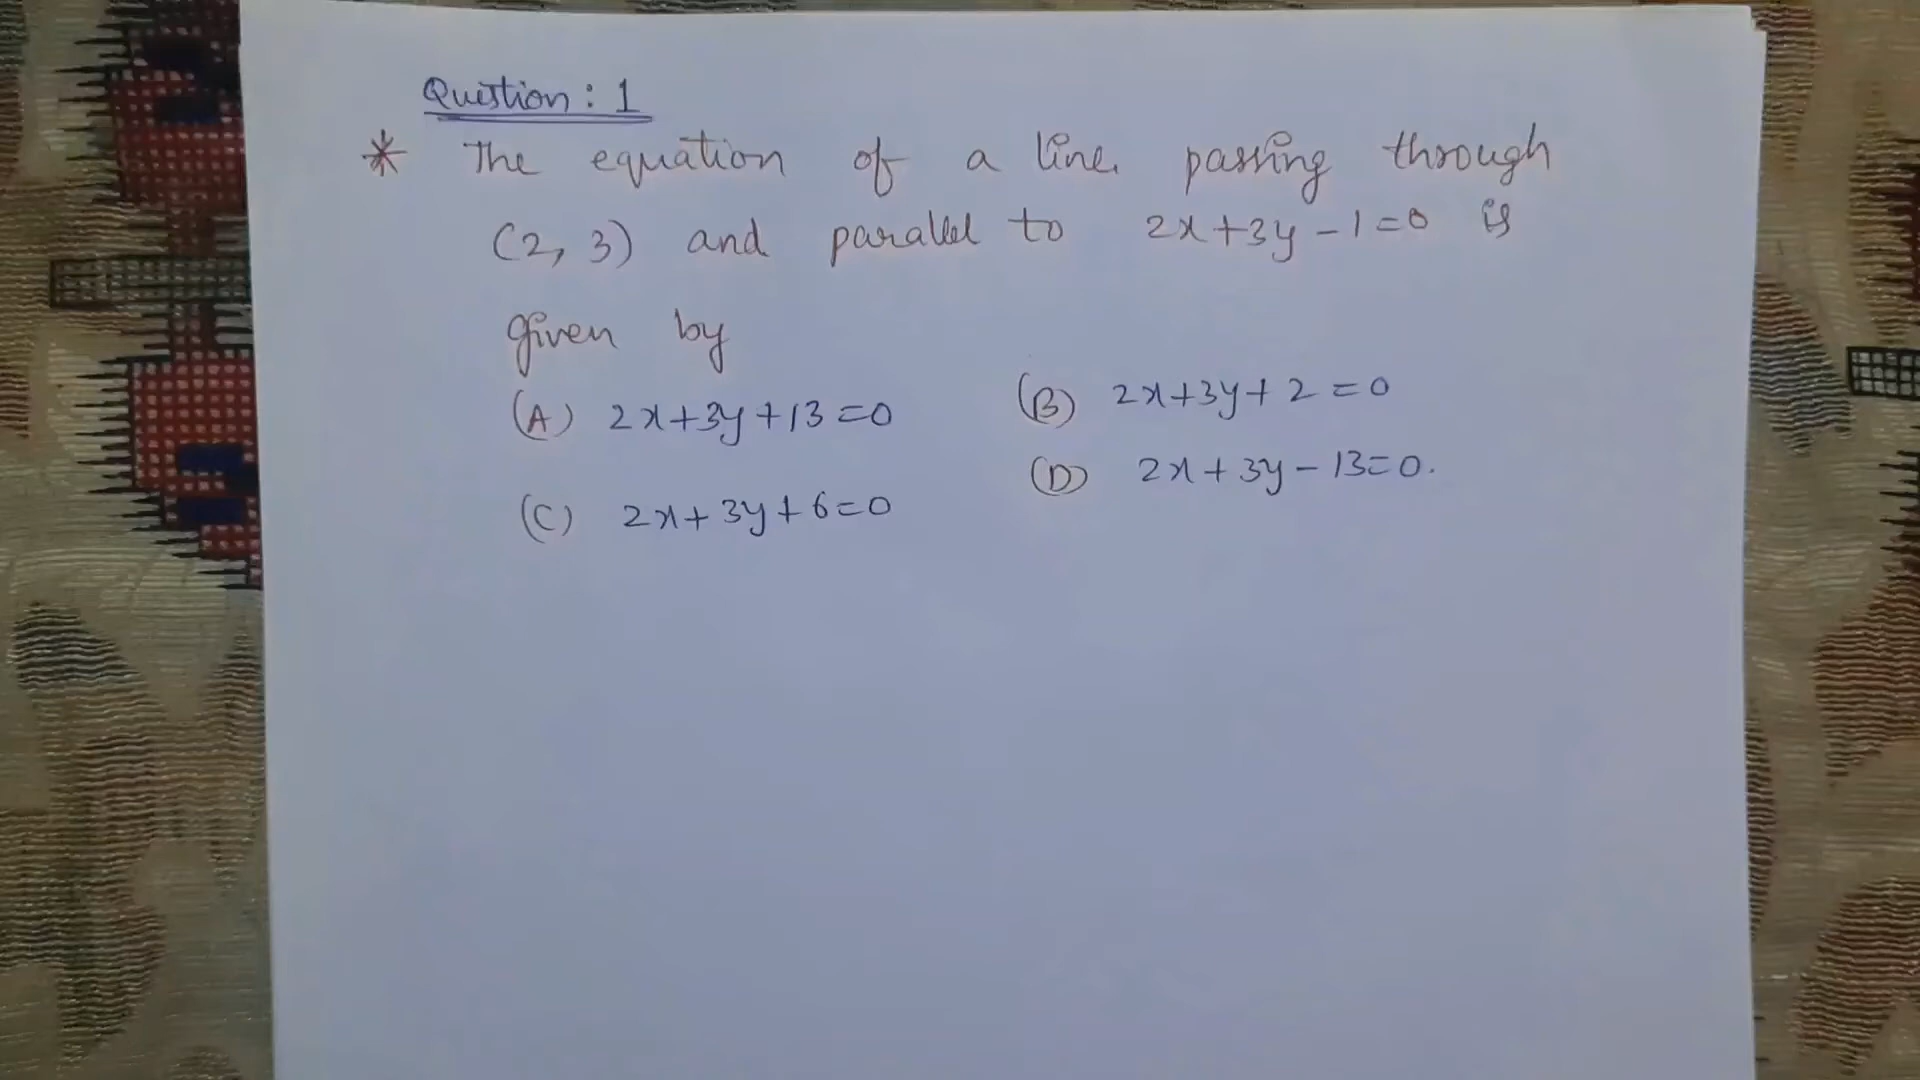 Question : 1
* The equation of a line passing through
(2, 3) and parallel to 2x+3y-1=0 is
given by
(A) 2x+3y+13=0 (B) 2x+3y+2=0
(C) 2x+3y+6=0 (D) 2x+3y-13=0.